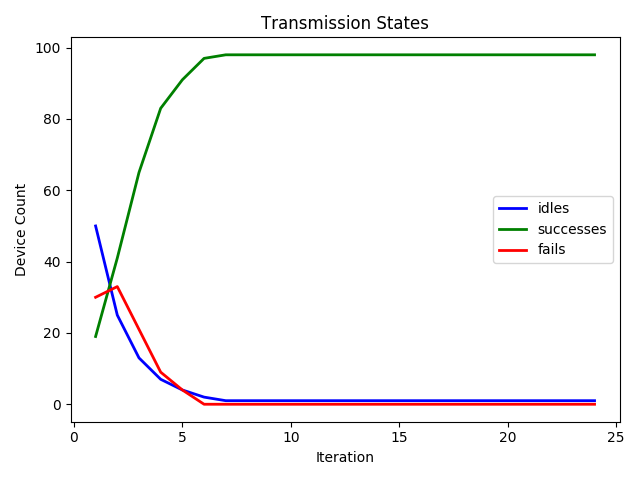 Transmission States
100
80
60
40
20
0
Device Count
idles
successes
fails
0 5 10 15 20 25
Iteration